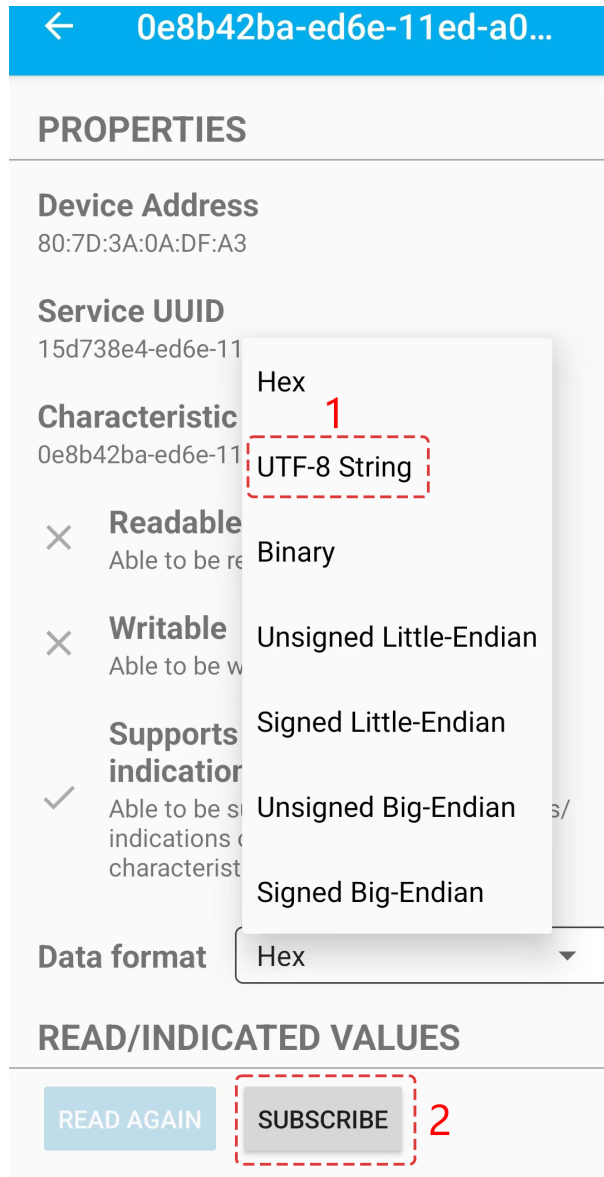 0e8b42ba-ed6e-11ed-a0...
PROPERTIES
Device Address
80:7D:3A:0A:DF:A3
Service UUID
15d738e4-ed6e-11
Characteristic
0e8b42ba-ed6e-11
Readable
Able to be re
Writable
Able to be w
Supports
indication
Able to be su
s/
indications o
characterist
Hex
1
UTF-8 String
Binary
Unsigned Little-Endian
Signed Little-Endian
Unsigned Big-Endian
Signed Big-Endian
Data format
Hex
READ/INDICATED VALUES
READ AGAIN
SUBSCRIBE
2